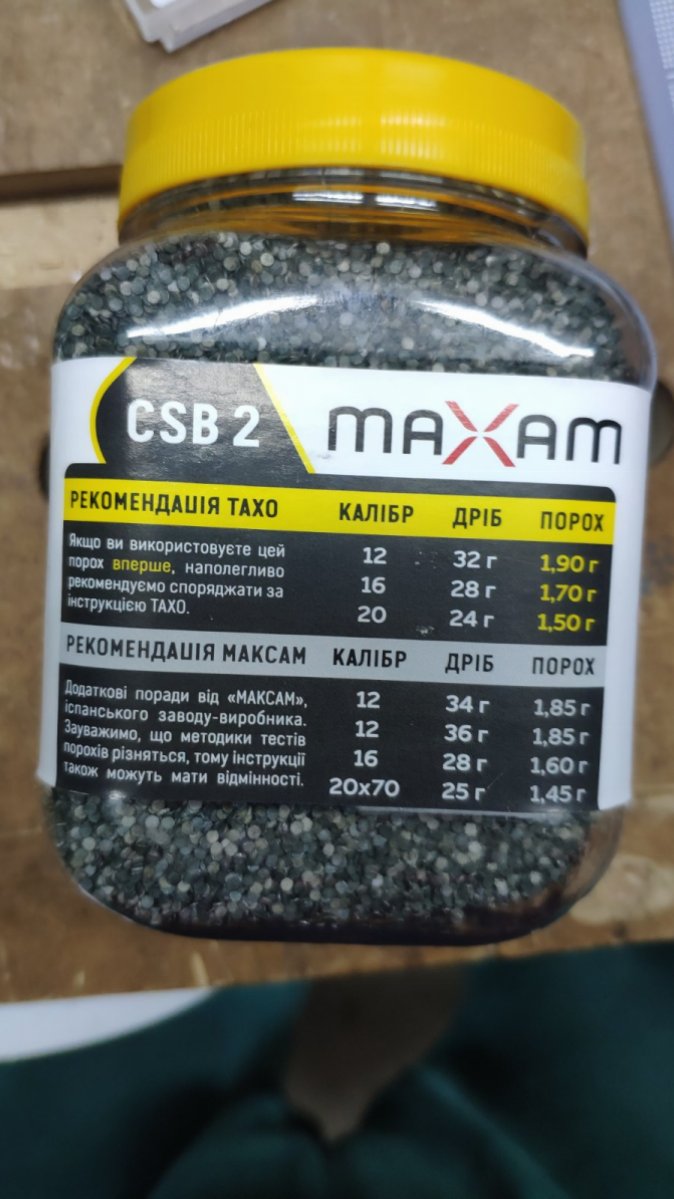 CSB 2 MAXAM
РЕКОМЕНДАЦІЯ ТАХО КАЛІБР ДРІБ ПОРОХ
Якщо ви використовуєте цей
порох вперше, наполегливо
рекомендуємо споряджати за
інструкцією ТАХО.
12 32 г 1,90 г
16 28 г 1,70 г
20 24 г 1,50 г
РЕКОМЕНДАЦІЯ МАКСАМ КАЛІБР ДРІБ ПОРОХ
Додаткові поради від «МАКСАМ»,
іспанського заводу-виробника.
Зауважимо, що методики тестів
порохів різняться, тому інструкції
також можуть мати відмінності.
12 34 г 1,85 г
12 36 г 1,85 г
16 28 г 1,60 г
20x70 25 г 1,45 г